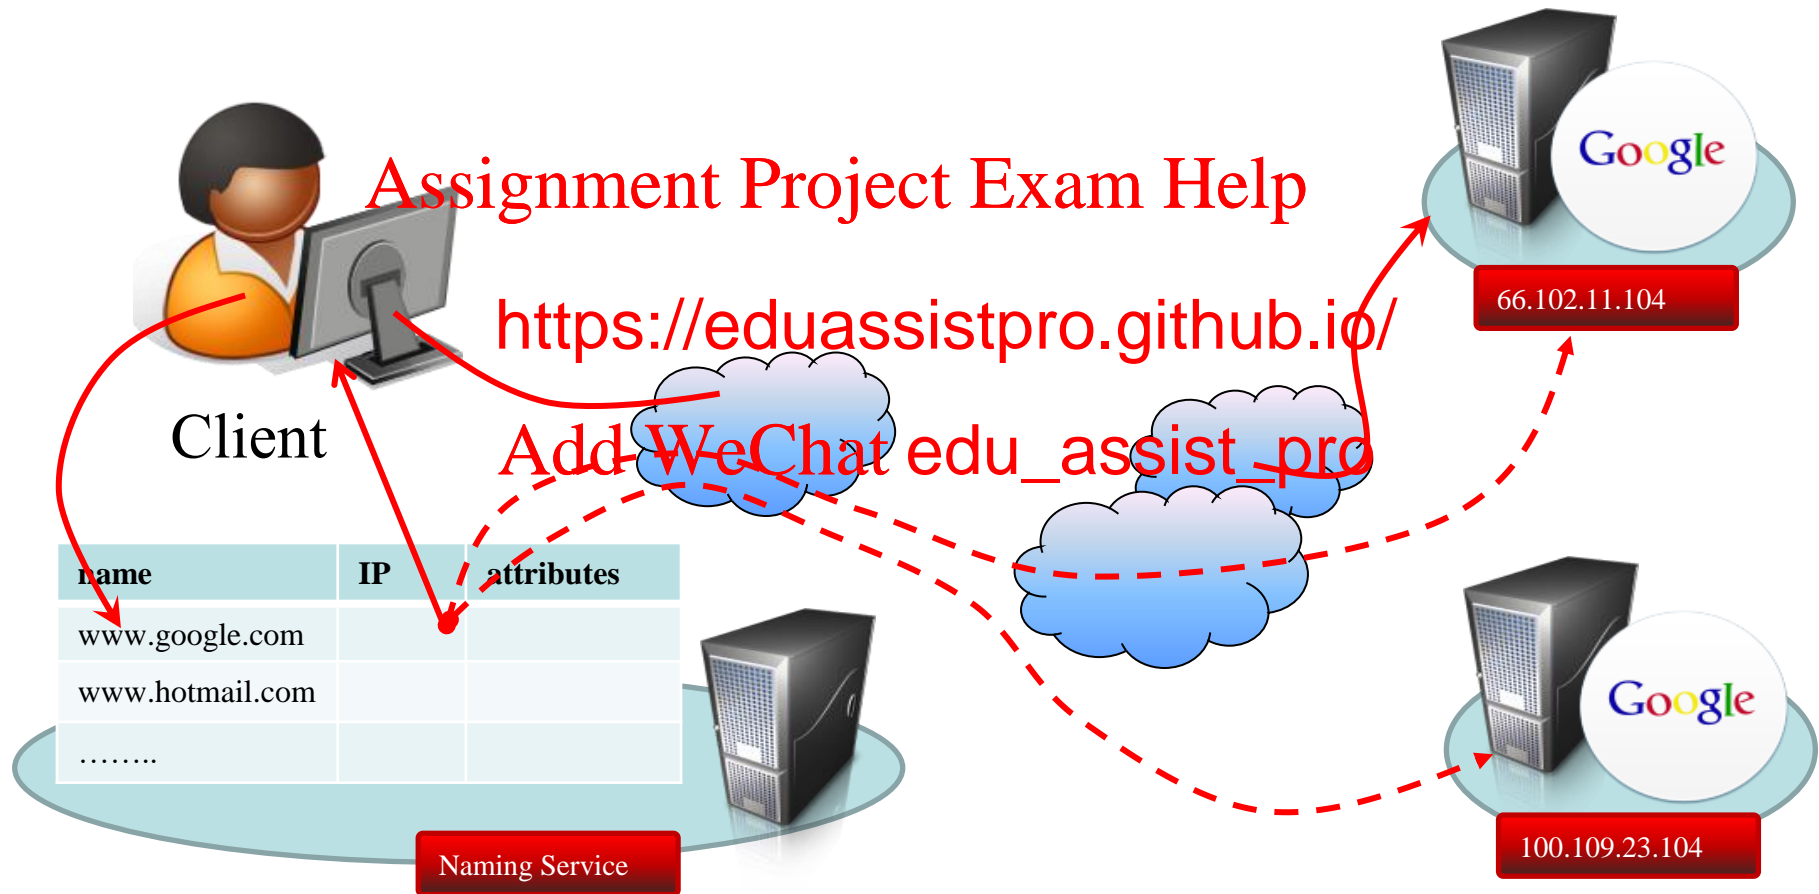 Google
Assignment Project Exam Help
66.102.11.104
https://eduassistpro.github.io/
Client
Add WeChat edu_assist_pro
name IP attributes
www.google.com
www.hotmail.com
……..
Google
Naming Service
100.109.23.104